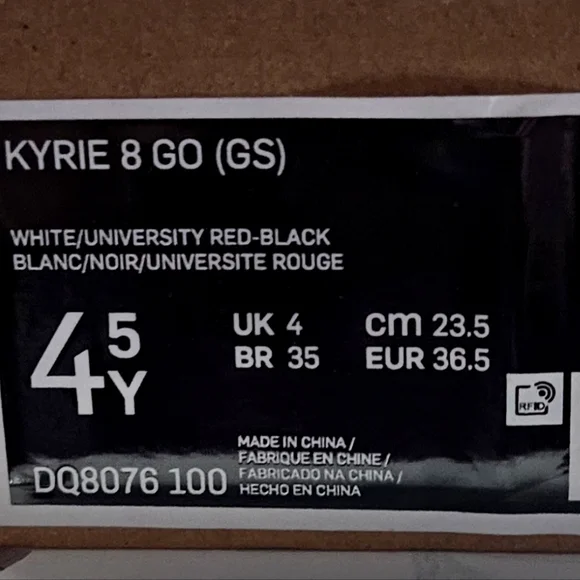 KYRIE 8 GO (GS)
WHITE/UNIVERSITY RED-BLACK
BLANC/NOIR/UNIVERSITE ROUGE
4 5Y
UK 4 cm 23.5
BR 35 EUR 36.5
RFID
MADE IN CHINA /
FABRIQUE EN CHINE /
FABRICADO NA CHINA /
HECHO EN CHINA
DQ8076 100